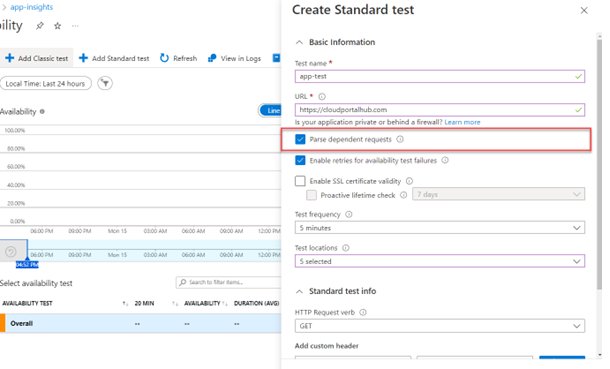 > app-insights
bility
Add Classic test
Add Standard test
Refresh
View in Logs
Local Time: Last 24 hours
Availability
Line
100.00%
80.00%
60.00%
40.00%
20.00%
0.00%
06:00 PM 09:00 PM Mon 15 03:00 AM 06:00 AM 09:00 AM 12:00 PM
06:00 PM 09:00 PM Mon 15 03:00 AM 06:00 AM 09:00 AM 12:00 PM
04:52 PM
Select availability test
Search to filter items...
AVAILABILITY TEST 20 MIN AVAILABILITY DURATION (AVG)
Overall -- -- --
Create Standard test
Basic Information
Test name *
app-test
URL *
https://cloudportalhub.com
Is your application private or behind a firewall? Learn more
Parse dependent requests
Enable retries for availability test failures
Enable SSL certificate validity
Proactive lifetime check
7 days
Test frequency
5 minutes
Test locations
5 selected
Standard test info
HTTP Request verb
GET
Add custom header